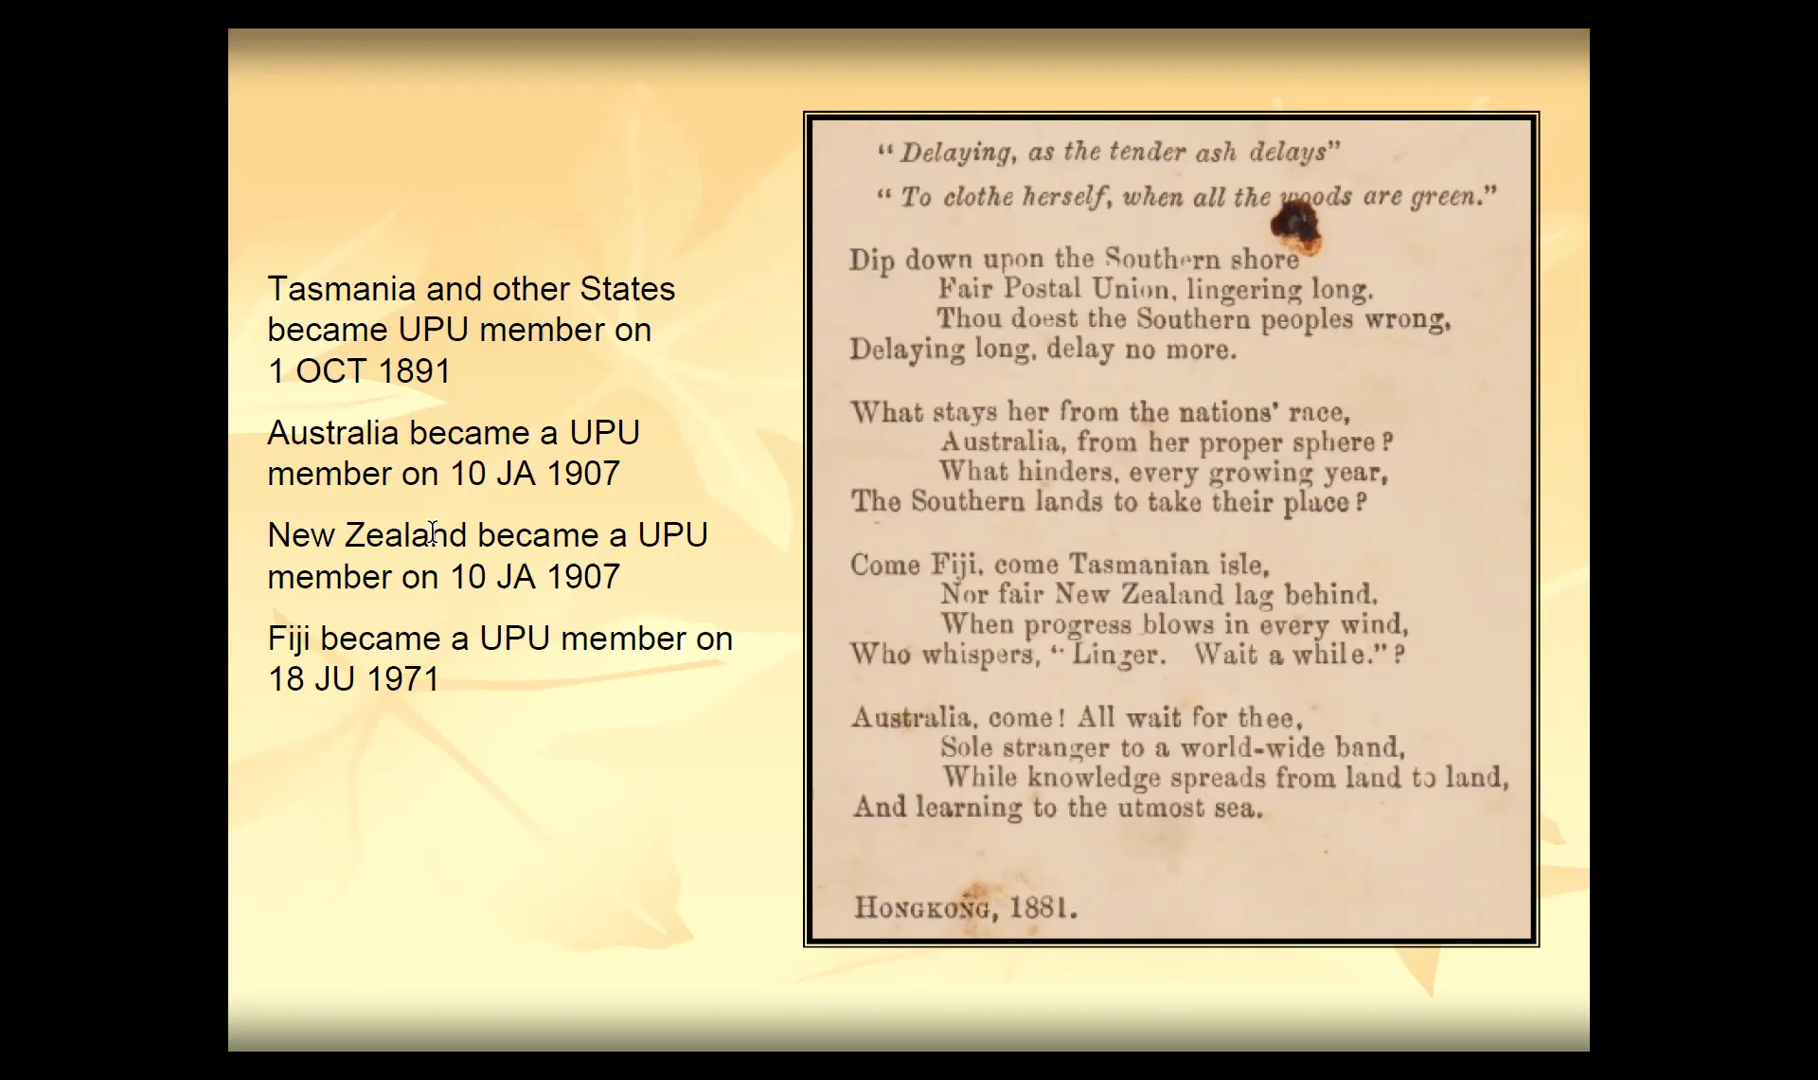 Tasmania and other States
became UPU member on
1 OCT 1891
Australia became a UPU
member on 10 JA 1907
New Zealand became a UPU
member on 10 JA 1907
Fiji became a UPU member on
18 JU 1971
“ Delaying, as the tender ash delays”
“ To clothe herself, when all the woods are green.”
Dip down upon the Southern shore
Fair Postal Union, lingering long.
Thou doest the Southern peoples wrong,
Delaying long, delay no more.
What stays her from the nations’ race,
Australia, from her proper sphere?
What hinders, every growing year,
The Southern lands to take their place?
Come Fiji, come Tasmanian isle,
Nor fair New Zealand lag behind,
When progress blows in every wind,
Who whispers, “ Linger. Wait a while.”?
Australia, come! All wait for thee,
Sole stranger to a world-wide band,
While knowledge spreads from land to land,
And learning to the utmost sea.
HONGKONG, 1881.